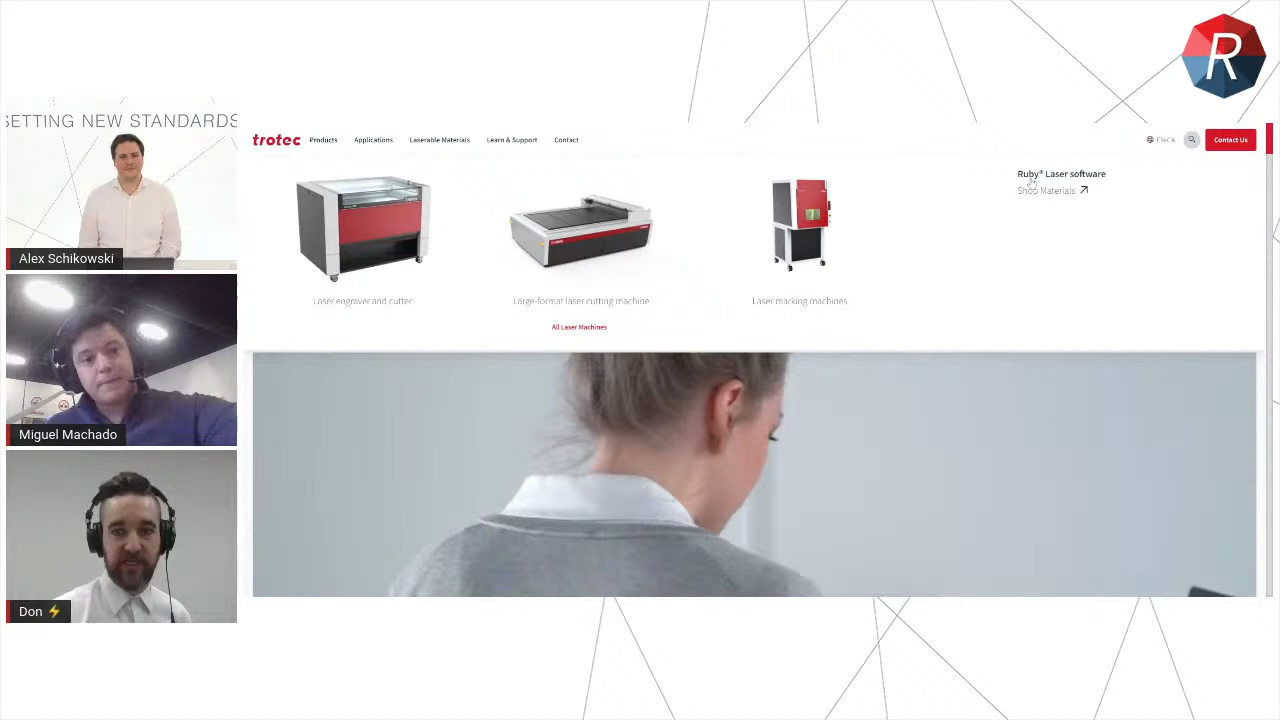 R
SETTING NEW STANDARDS
Alex Schikowski
Miguel Machado
Don ⚡
trotec Products Applications Laserable Materials Learn & Support Contact EN-CA Contact Us
Ruby® Laser software
Shop Materials
Laser engraver and cutter
Large-format laser cutting machine
Laser marking machines
All Laser Machines